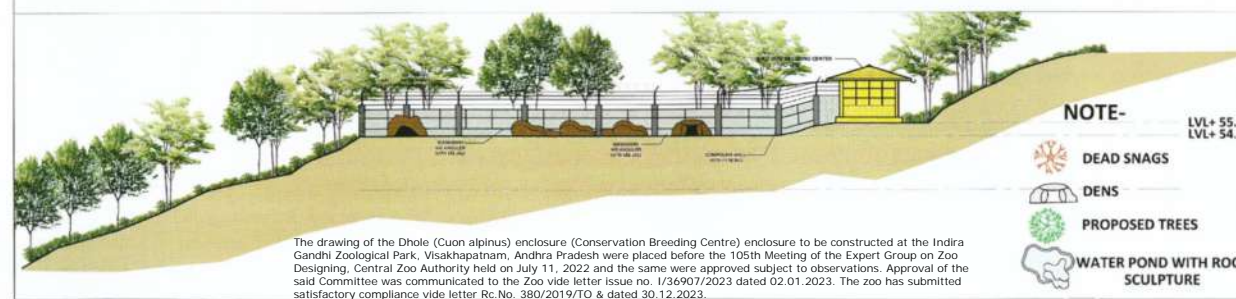 NOTE-
LVL+ 55.
LVL+ 54.
DEAD SNAGS
DENS
PROPOSED TREES
WATER POND WITH ROC
SCULPTURE
The drawing of the Dhole (Cuon alpinus) enclosure (Conservation Breeding Centre) enclosure to be constructed at the Indira
Gandhi Zoological Park, Visakhapatnam, Andhra Pradesh were placed before the 105th Meeting of the Expert Group on Zoo
Designing, Central Zoo Authority held on July 11, 2022 and the same were approved subject to observations. Approval of the
said Committee was communicated to the Zoo vide letter issue no. I/36907/2023 dated 02.01.2023. The zoo has submitted
satisfactory compliance vide letter Rc.No. 380/2019/TO & dated 30.12.2023.